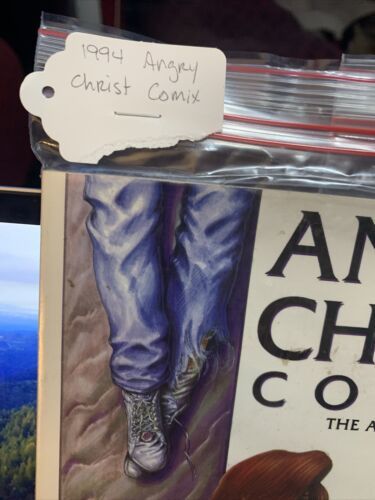 1994 Angry
Christ Comix
AN
CH
CO
THE A